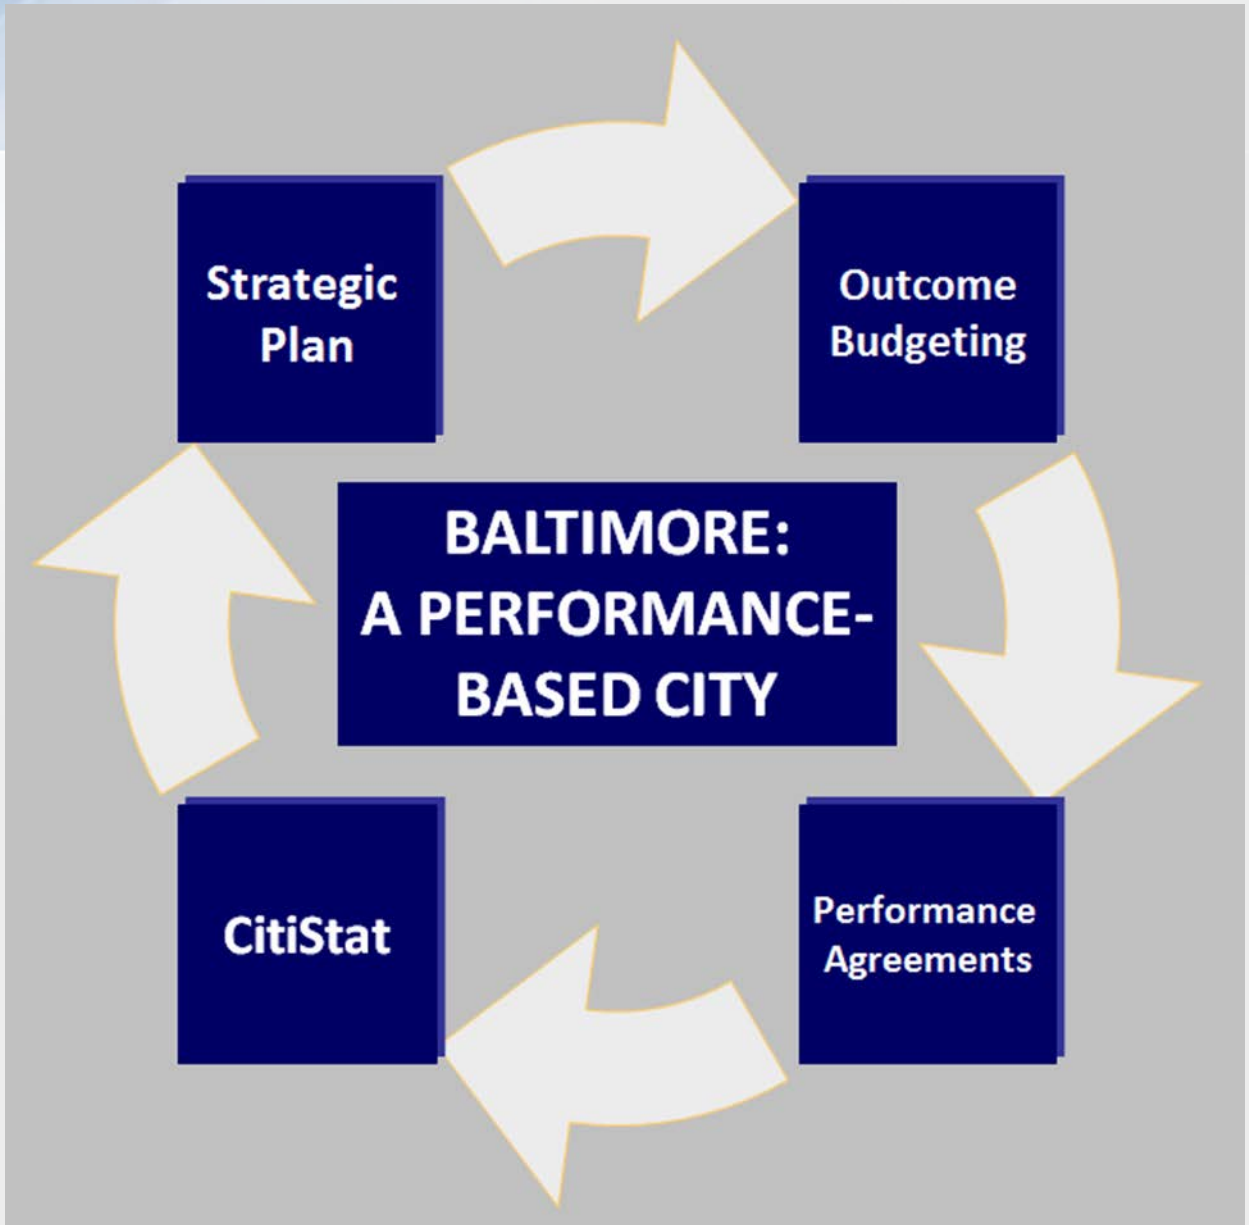 Strategic
Plan
Outcome
Budgeting
BALTIMORE:
A PERFORMANCE-
BASED CITY
CitiStat
Performance
Agreements